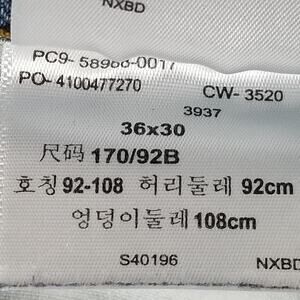 NXBD
PC9- 58966-0017
PO- 4100477270 CW- 3520
3937
36x30
尺码 170/92B
호칭 92-108 허리둘레 92cm
엉덩이둘레 108cm
S40196 NXBD